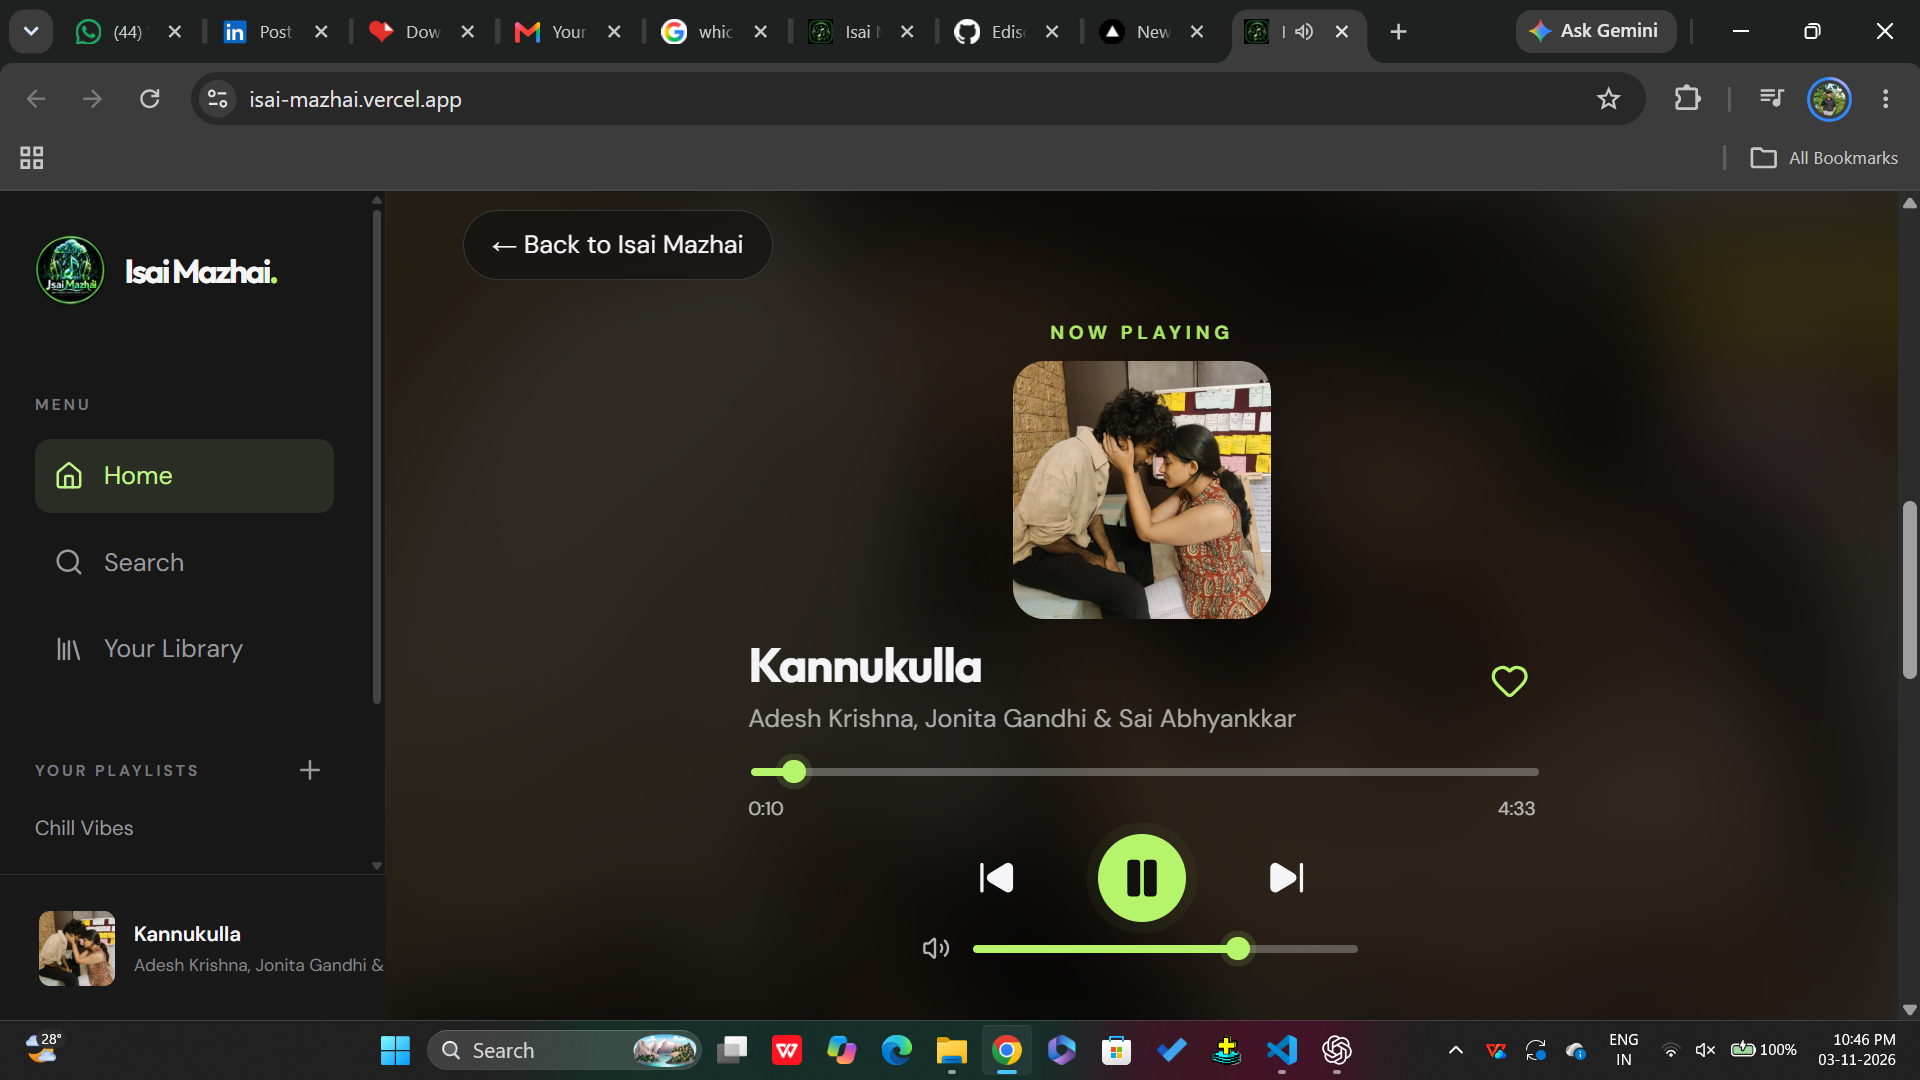 (44)
Post
Dow
Your
whic
Isai
Edis
New
I
Ask Gemini
isai-mazhai.vercel.app
All Bookmarks
Isai Mazhai
Isai Mazhai.
← Back to Isai Mazhai
NOW PLAYING
MENU
Home
Search
Your Library
YOUR PLAYLISTS
Chill Vibes
Kannukulla
Adesh Krishna, Jonita Gandhi & Sai Abhyankkar
0:10
4:33
Kannukulla
Adesh Krishna, Jonita Gandhi &
28°
Search
ENG
IN
100%
10:46 PM
03-11-2026